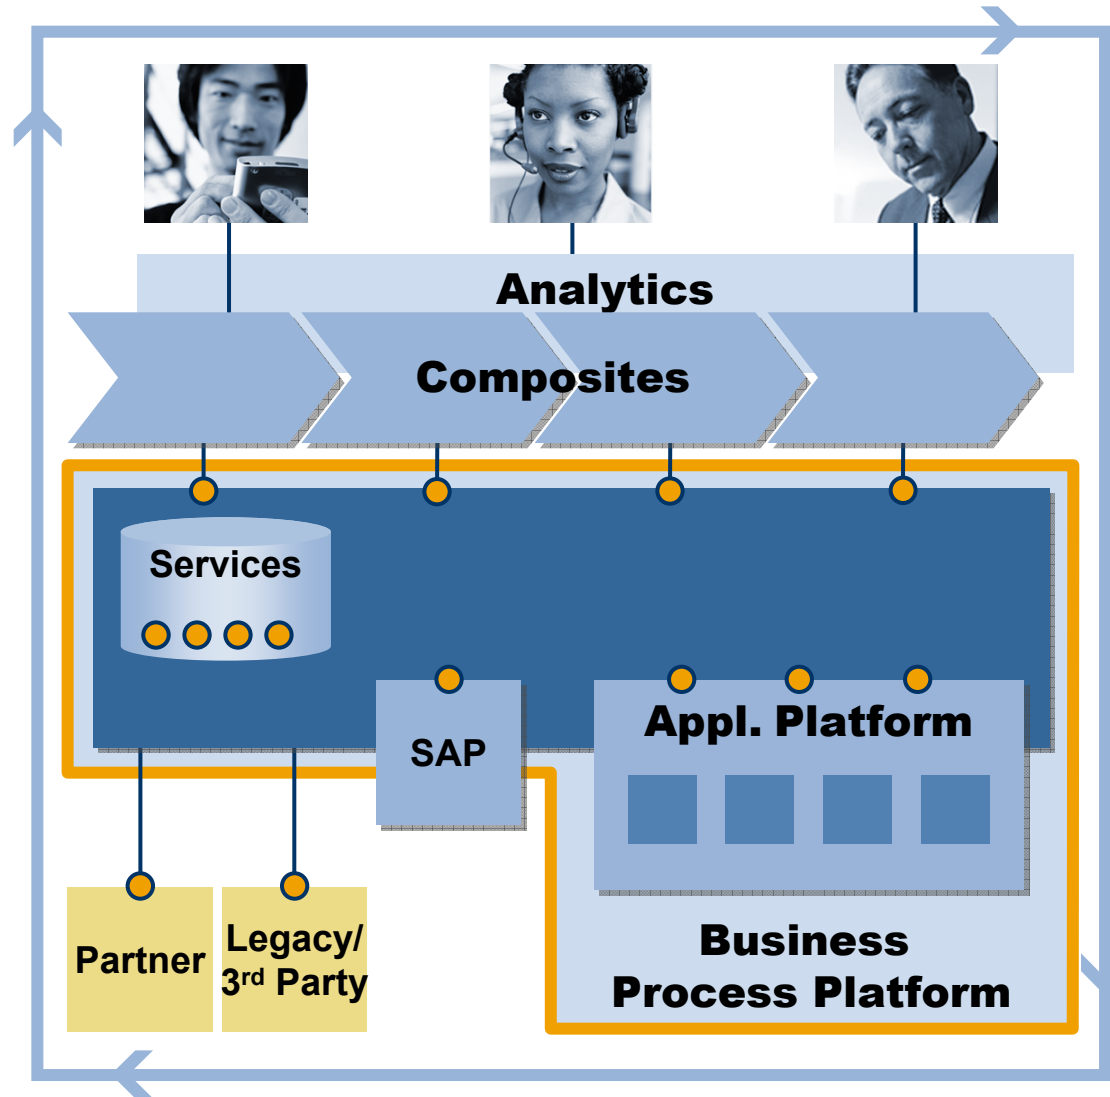 Analytics
Composites
Services
SAP
Appl. Platform
Partner
Legacy/
3rd Party
Business
Process Platform